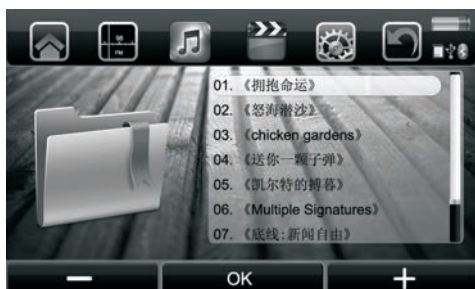 98
FM
01. 《拥抱命运》
02. 《怒海潜沙》
03. 《chicken gardens》
04. 《送你一颗子弹》
05. 《凯尔特的搏暮》
06. 《Multiple Signatures》
07. 《底线:新闻自由》
OK